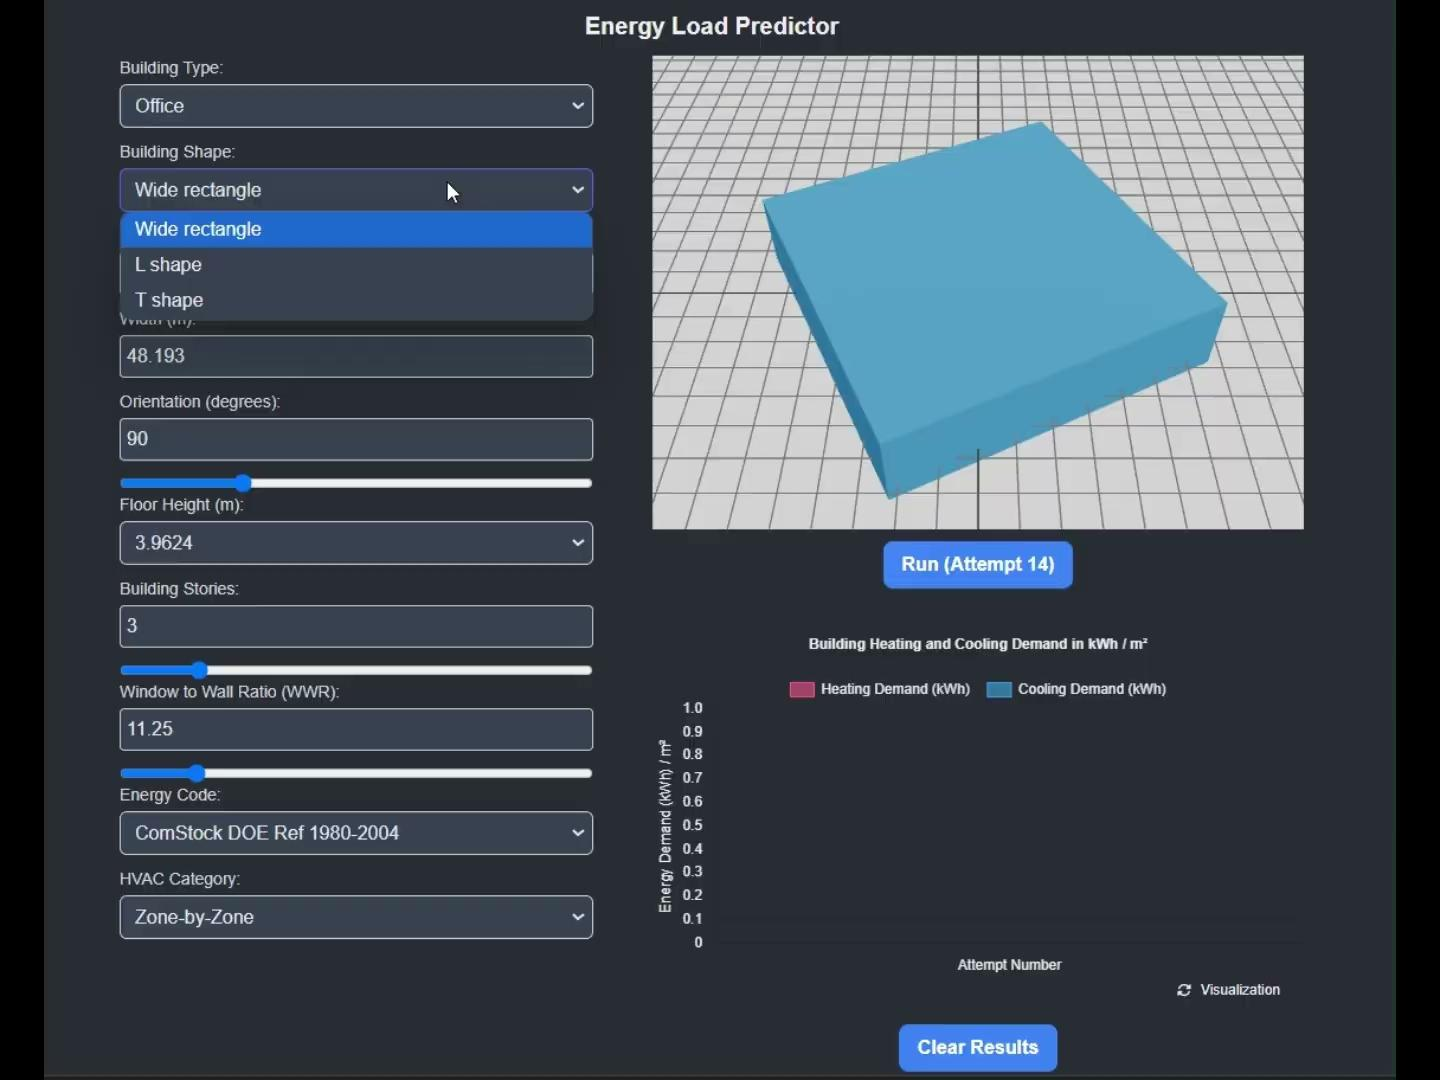 Energy Load Predictor
Building Type:
Office
Building Shape:
Wide rectangle
Wide rectangle
L shape
T shape
Width (m):
48.193
Orientation (degrees):
90
Floor Height (m):
3.9624
Building Stories:
3
Window to Wall Ratio (WWR):
11.25
Energy Code:
ComStock DOE Ref 1980-2004
HVAC Category:
Zone-by-Zone
Run (Attempt 14)
Building Heating and Cooling Demand in kWh / m²
Heating Demand (kWh) Cooling Demand (kWh)
Energy Demand (kWh) / m²
1.0
0.9
0.8
0.7
0.6
0.5
0.4
0.3
0.2
0.1
0
Attempt Number
Visualization
Clear Results